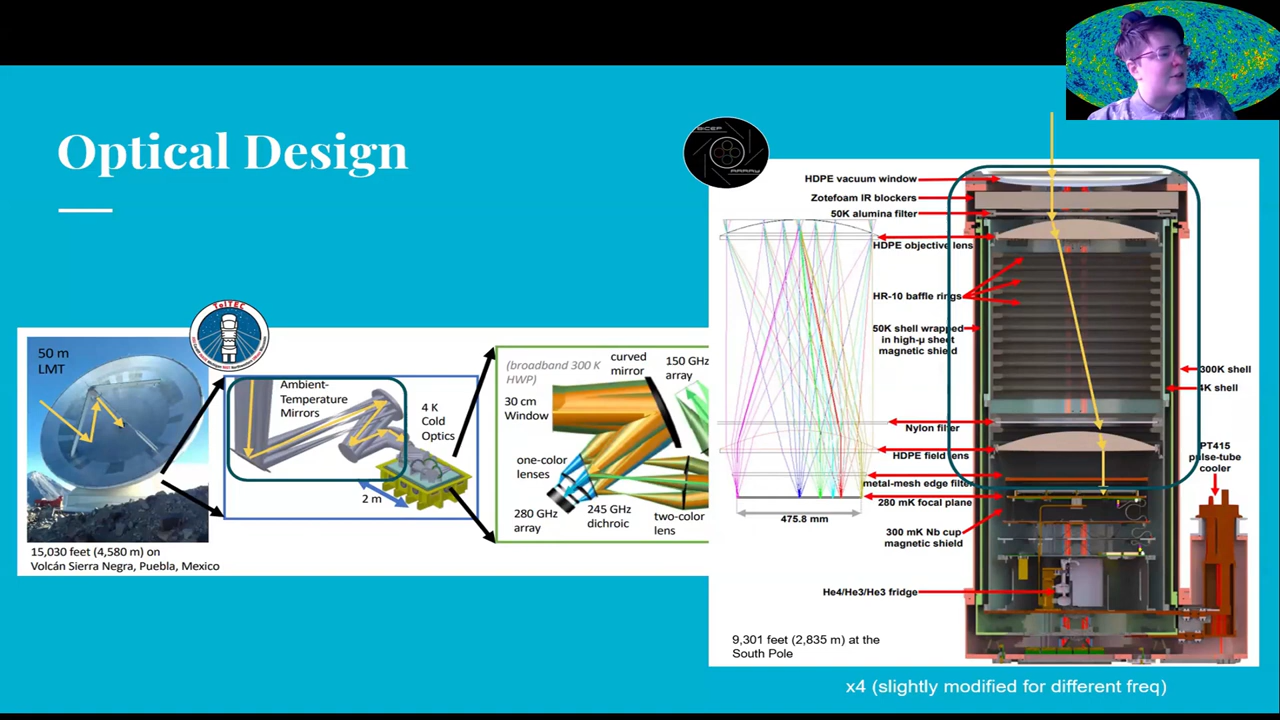 Optical Design
TolTEC
50 m
LMT
Ambient-
Temperature
Mirrors
4 K
Cold
Optics
2 m
15,030 feet (4,580 m) on
Volcán Sierra Negra, Puebla, Mexico
(broadband 300 K
HWP)
curved
mirror
150 GHz
array
30 cm
Window
one-color
lenses
280 GHz
array
245 GHz
dichroic
two-color
lens
BICEP
ARRAY
HDPE vacuum window
Zotefoam IR blockers
50K alumina filter
HDPE objective lens
HR-10 baffle rings
50K shell wrapped
in high-μ sheet
magnetic shield
300K shell
4K shell
Nylon filter
HDPE field lens
PT415
pulse-tube
cooler
metal-mesh edge filter
280 mK focal plane
475.8 mm
300 mK Nb cup
magnetic shield
He4/He3/He3 fridge
9,301 feet (2,835 m) at the
South Pole
x4 (slightly modified for different freq)